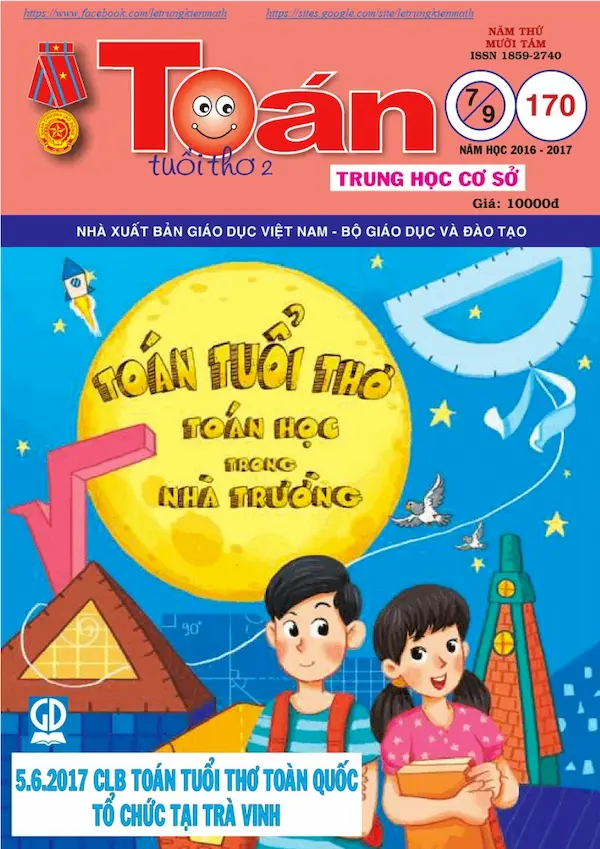 https://www.facebook.com/letrungkienmath https://sites.google.com/site/letrungkienmath
NĂM THỨ
MƯỜI TÁM
ISSN 1859-2740
Toán
tuổi thơ 2
7/9
170
NĂM HỌC 2016 - 2017
TRUNG HỌC CƠ SỞ
Giá: 10000đ
NHÀ XUẤT BẢN GIÁO DỤC VIỆT NAM - BỘ GIÁO DỤC VÀ ĐÀO TẠO
TOÁN TUỔI THƠ
TOÁN HỌC
TRONG
NHÀ TRƯỜNG
90°
GD
5.6.2017 CLB TOÁN TUỔI THƠ TOÀN QUỐC
TỔ CHỨC TẠI TRÀ VINH